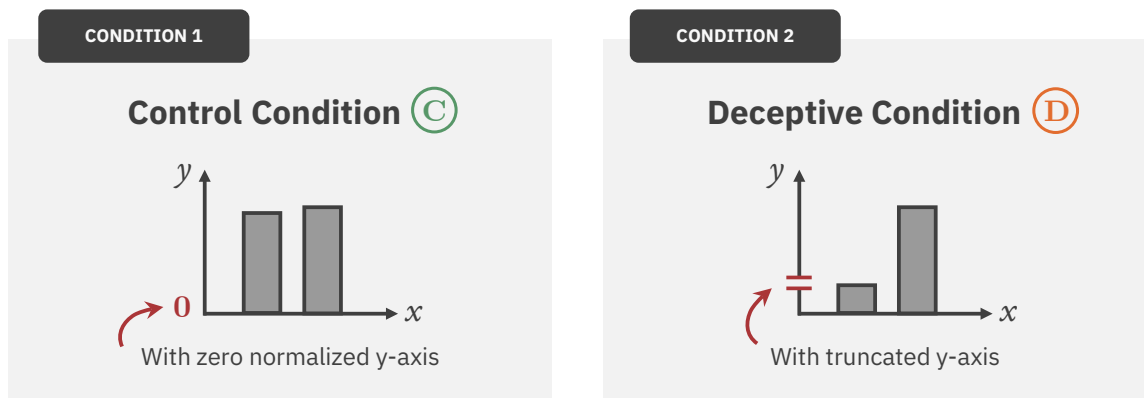 CONDITION 1
Control Condition C
y
0
x
With zero normalized y-axis
CONDITION 2
Deceptive Condition D
y
x
With truncated y-axis